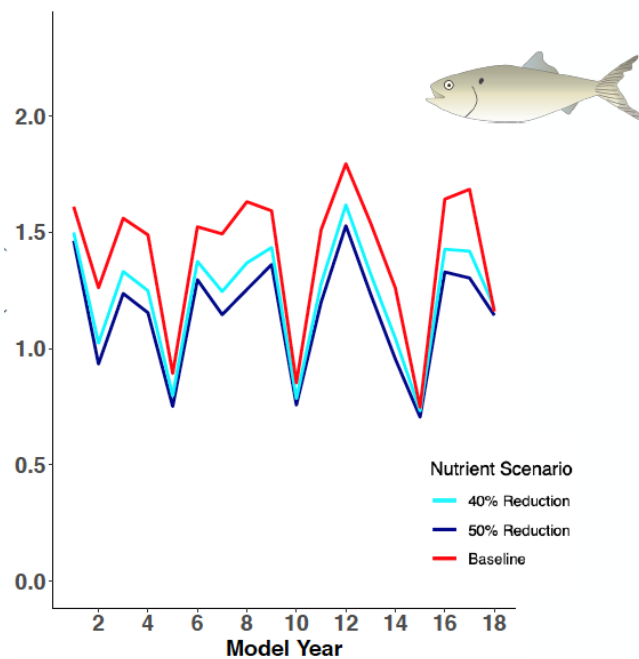 2.0
1.5
1.0
0.5
0.0
Nutrient Scenario
40% Reduction
50% Reduction
Baseline
2 4 6 8 10 12 14 16 18
Model Year